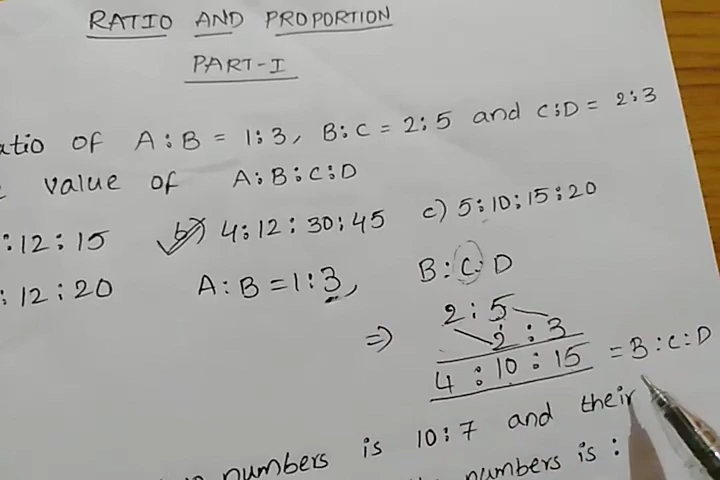 RATIO AND PROPORTION
PART-I
of A:B = 1:3, B:C = 2:5 and C:D = 2:3
value of A:B:C:D
:12:15 b) 4:12:30:45 c) 5:10:15:20
:12:20 A:B=1:3, B:C:D
⇒ 2:5
2:3
4:10:15 = B:C:D
numbers is 10:7 and their
numbers is: